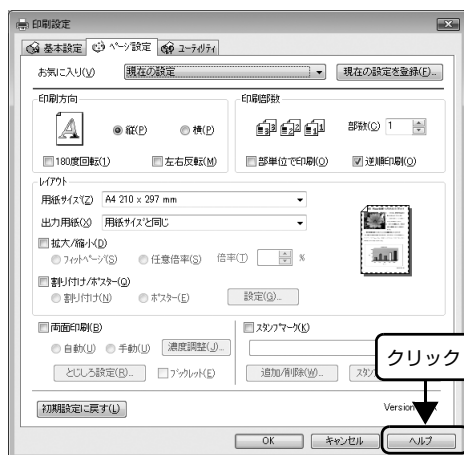 印刷設定
基本設定 ページ設定 ユーティリティ
お気に入り(V) 現在の設定 現在の設定を登録(F)...
印刷方向 印刷部数
縦(P) 横(P) 部数(C) 1
180度回転(1) 左右反転(M) 部単位で印刷(O) 逆順印刷(O)
レイアウト
用紙サイズ(Z) A4 210 x 297 mm
出力用紙(X) 用紙サイズと同じ
拡大/縮小(D)
フィットページ(S) 任意倍率(S) 倍率(T) %
割り付け/ポスター(Q)
割り付け(N) ポスター(E) 設定(G)...
両面印刷(B) スタンプマーク(K)
自動(U) 手動(U) 濃度調整(J)...
クリック
とじしろ設定(R)... ブックレット(E) 追加/削除(W)...
初期設定に戻す(L) Version
OK キャンセル ヘルプ